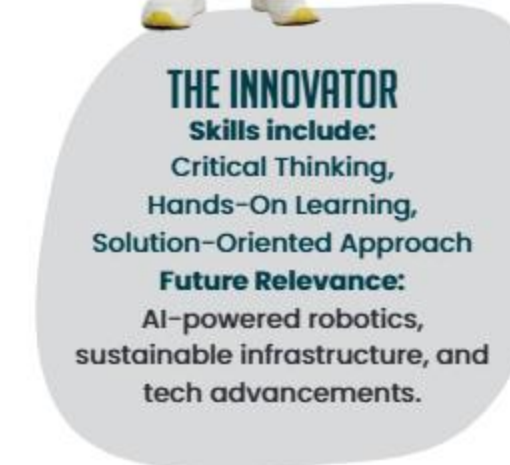 THE INNOVATOR
Skills include:
Critical Thinking,
Hands-On Learning,
Solution-Oriented Approach
Future Relevance:
AI-powered robotics,
sustainable infrastructure, and
tech advancements.